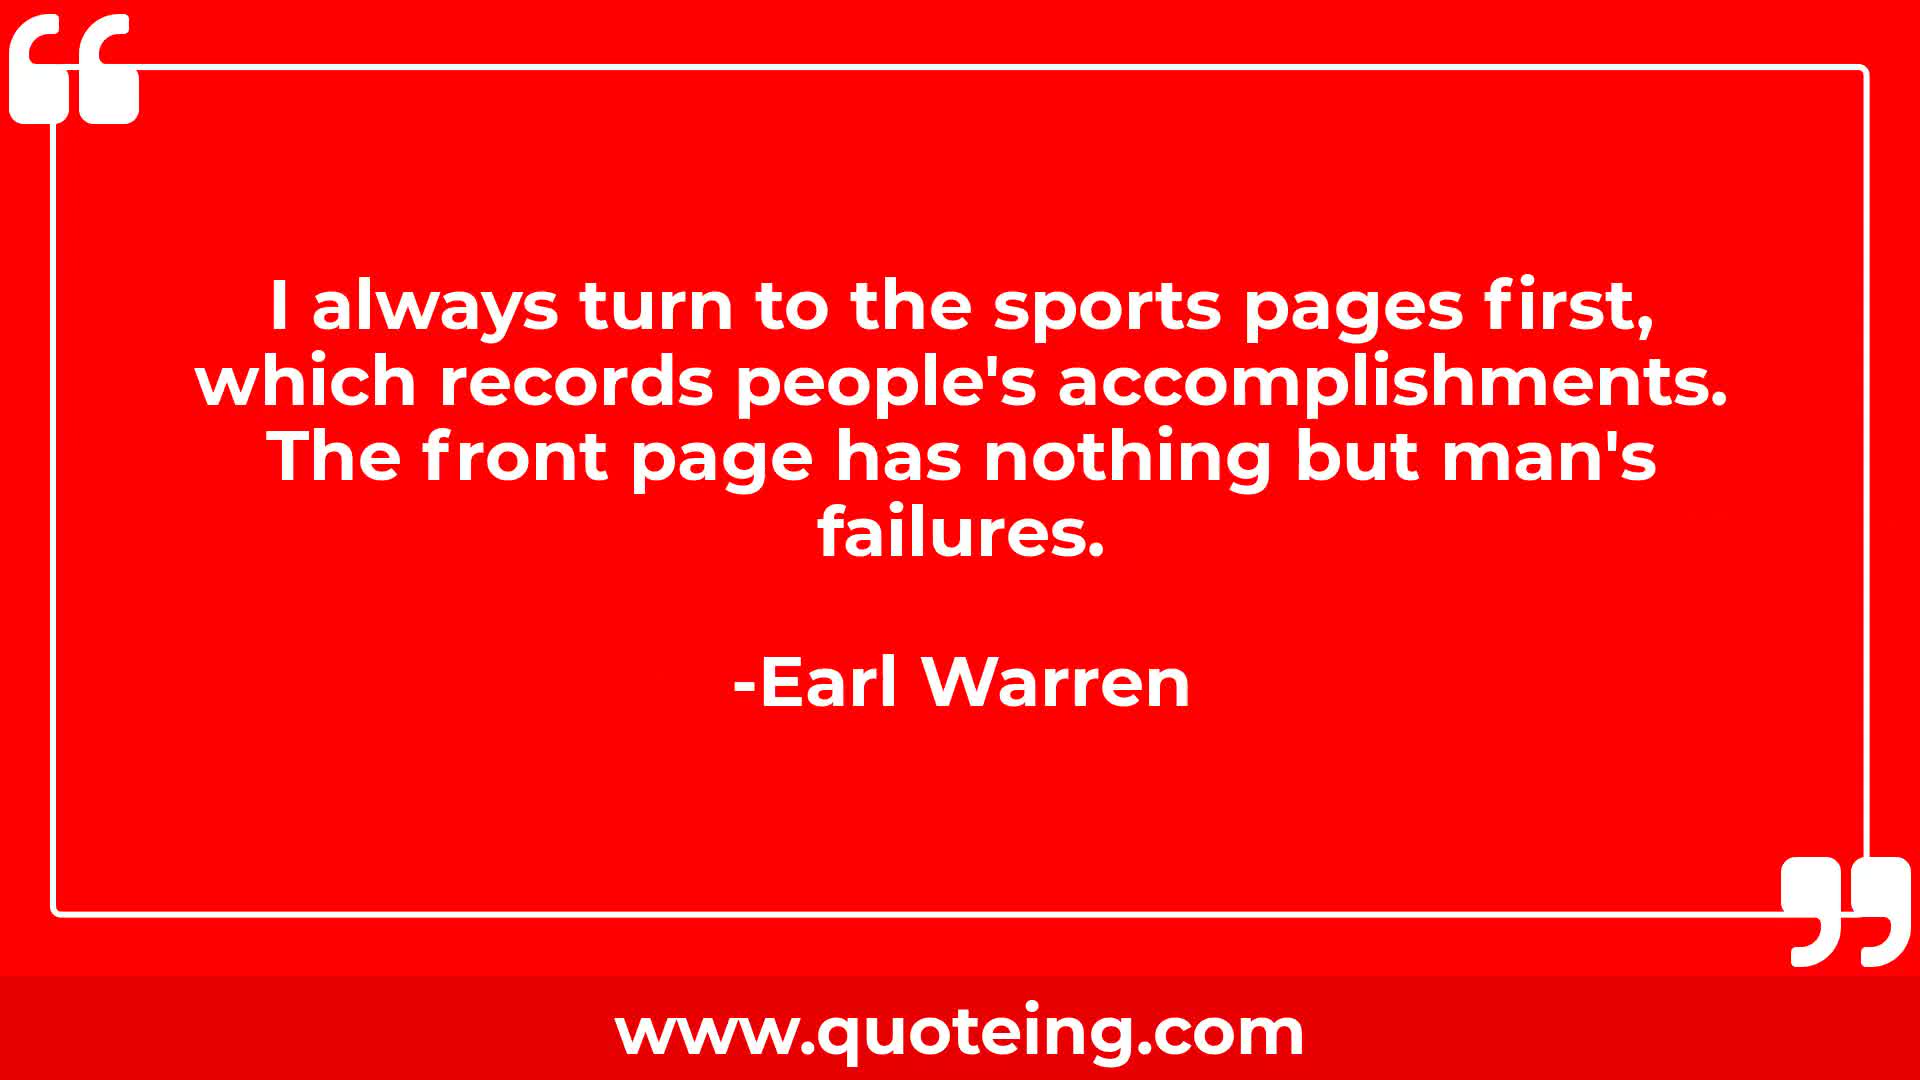 I always turn to the sports pages first,
which records people's accomplishments.
The front page has nothing but man's
failures.
-Earl Warren
www.quoteing.com